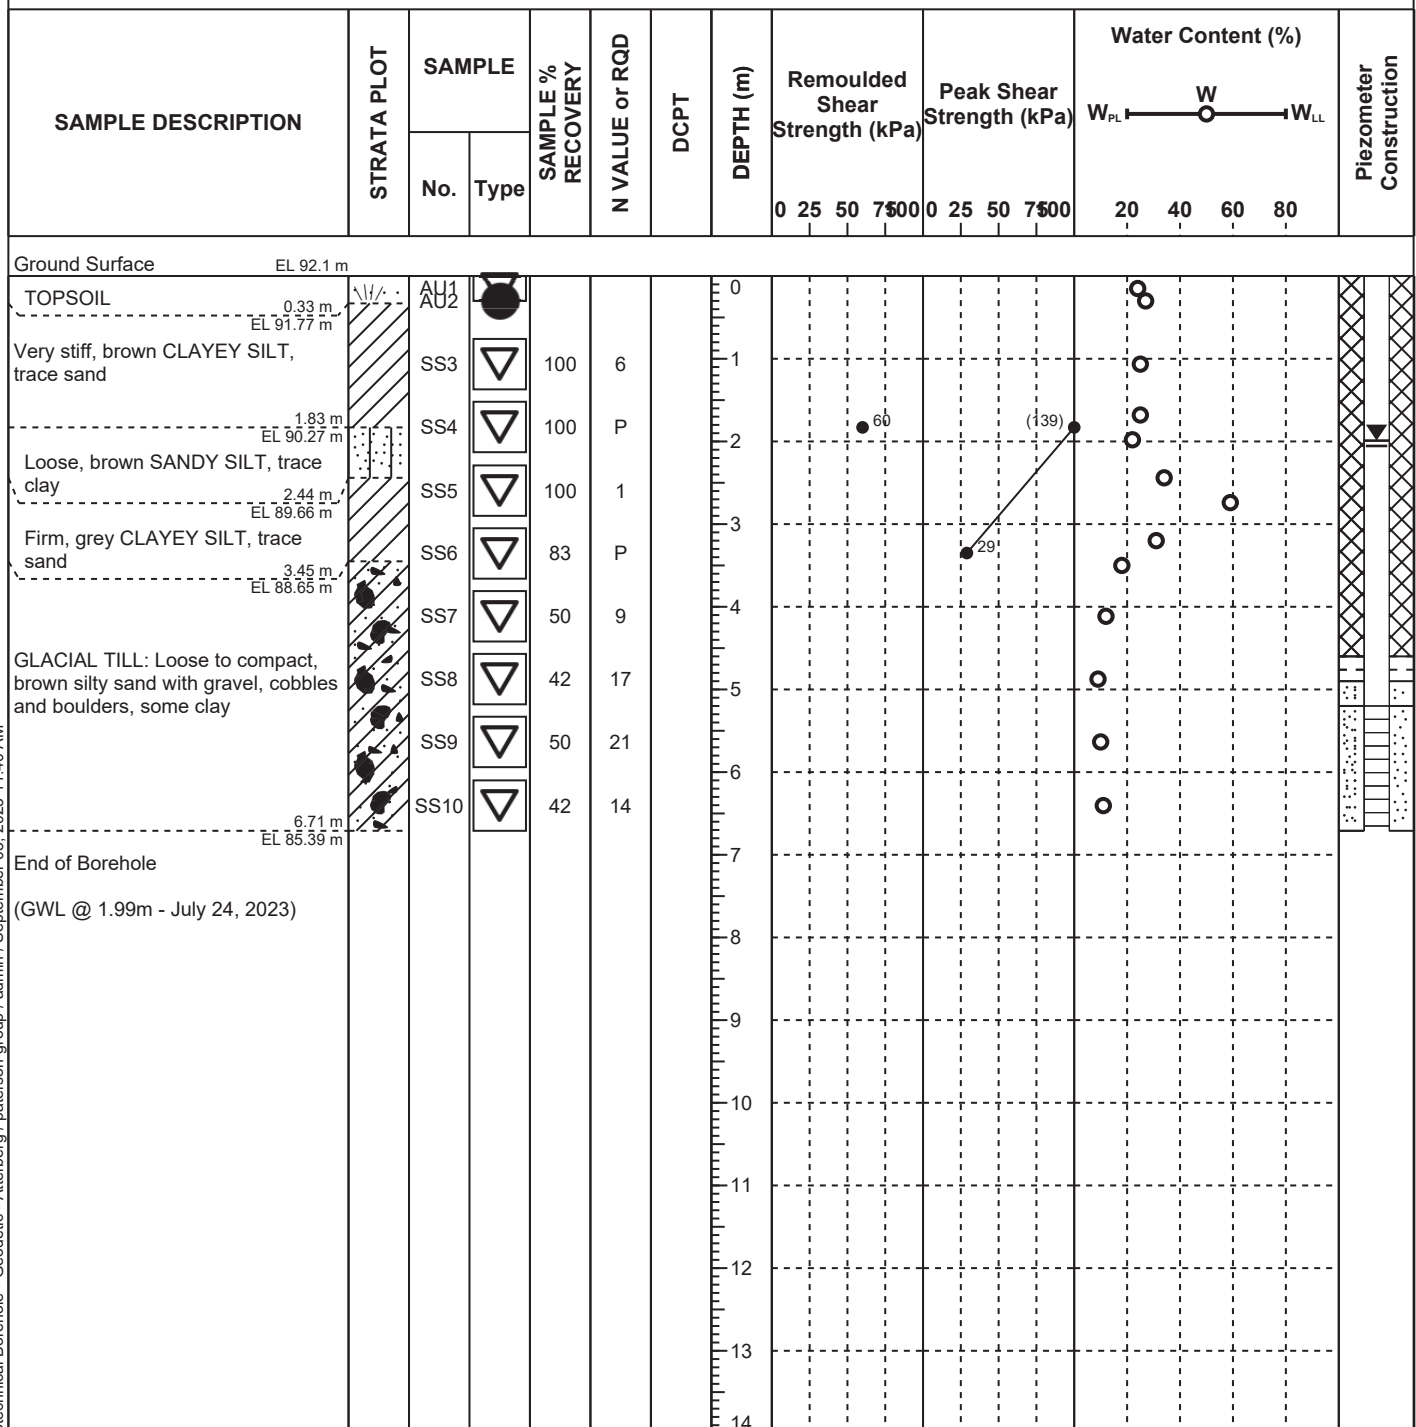 SAMPLE DESCRIPTION
STRATA PLOT
SAMPLE
No.
Type
SAMPLE %
RECOVERY
N VALUE or RQD
DCPT
DEPTH (m)
Remoulded
Shear
Strength (kPa)
0 25 50 75 100
Peak Shear
Strength (kPa)
0 25 50 75 100
Water Content (%)
WPL W WLL
20 40 60 80
Piezometer
Construction
Ground Surface EL 92.1 m
TOPSOIL 0.33 m
EL 91.77 m
Very stiff, brown CLAYEY SILT,
trace sand
1.83 m
EL 90.27 m
Loose, brown SANDY SILT, trace
clay
2.44 m
EL 89.66 m
Firm, grey CLAYEY SILT, trace
sand
3.45 m
EL 88.65 m
GLACIAL TILL: Loose to compact,
brown silty sand with gravel, cobbles
and boulders, some clay
6.71 m
EL 85.39 m
End of Borehole
(GWL @ 1.99m - July 24, 2023)
AU1
AU2
SS3 100 6
SS4 100 P
SS5 100 1
SS6 83 P
SS7 50 9
SS8 42 17
SS9 50 21
SS10 42 14
0
1
2
3
4
5
6
7
8
9
10
11
12
13
14
60
(139)
29